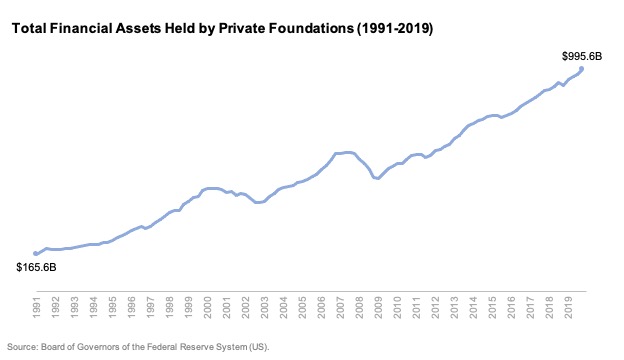 Total Financial Assets Held by Private Foundations (1991-2019)
$995.6B
$165.6B
1991 1992 1993 1994 1995 1996 1997 1998 1999 2000 2001 2002 2003 2004 2005 2006 2007 2008 2009 2010 2011 2012 2013 2014 2015 2016 2017 2018 2019
Source: Board of Governors of the Federal Reserve System (US).